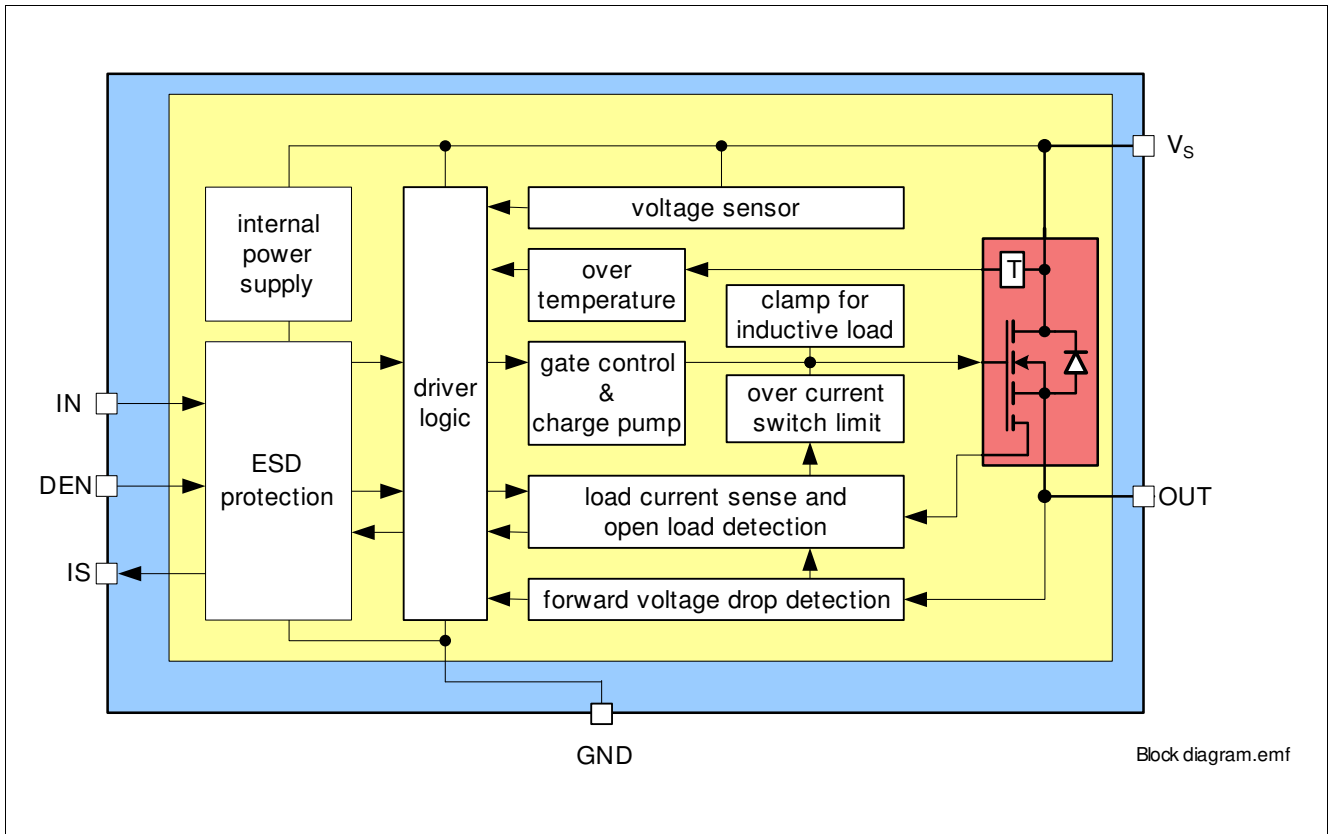 V_S
internal
power
supply
voltage sensor
over
temperature
T
clamp for
inductive load
gate control
&
charge pump
driver
logic
over current
switch limit
IN
DEN
IS
ESD
protection
load current sense and
open load detection
OUT
forward voltage drop detection
GND
Block diagram.emf